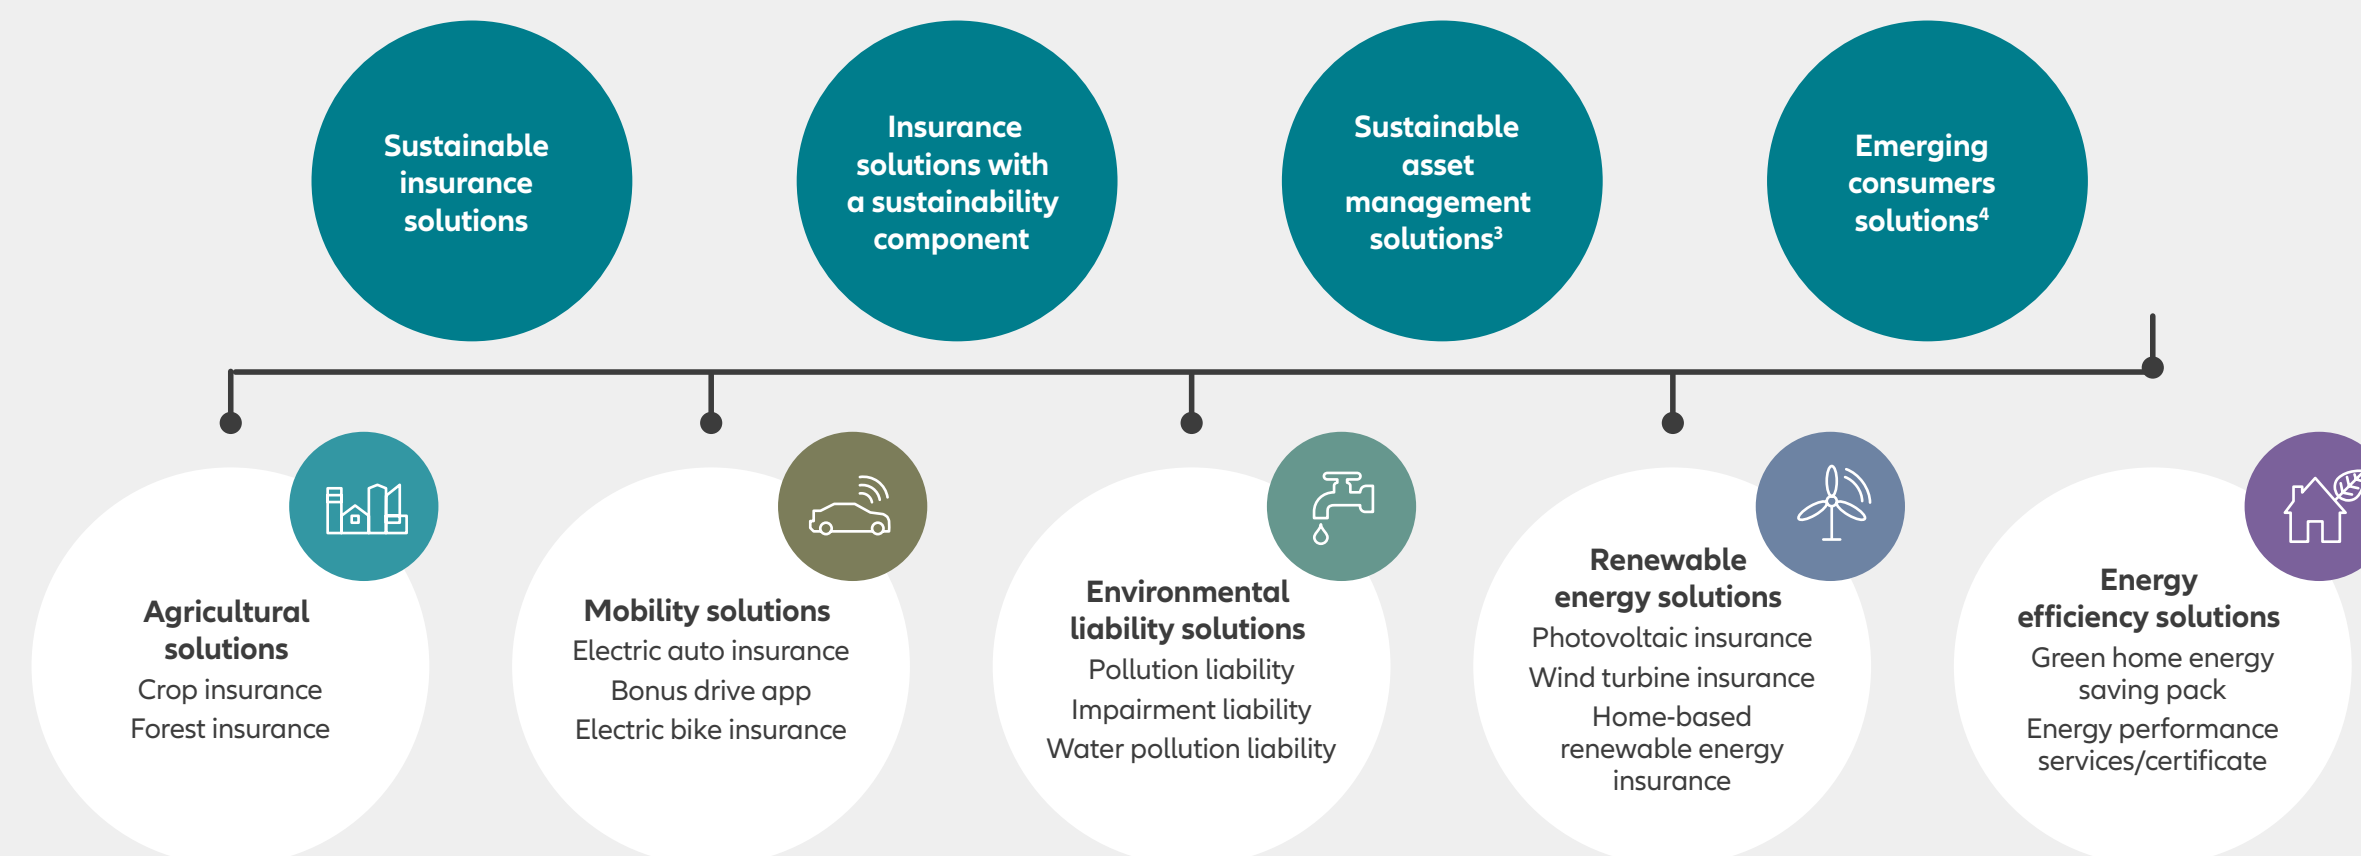 Sustainable
insurance
solutions
Insurance
solutions with
a sustainability
component
Sustainable
asset
management
solutions³
Emerging
consumers
solutions⁴
Agricultural
solutions
Crop insurance
Forest insurance
Mobility solutions
Electric auto insurance
Bonus drive app
Electric bike insurance
Environmental
liability solutions
Pollution liability
Impairment liability
Water pollution liability
Renewable
energy solutions
Photovoltaic insurance
Wind turbine insurance
Home-based
renewable energy
insurance
Energy
efficiency solutions
Green home energy
saving pack
Energy performance
services/certificate